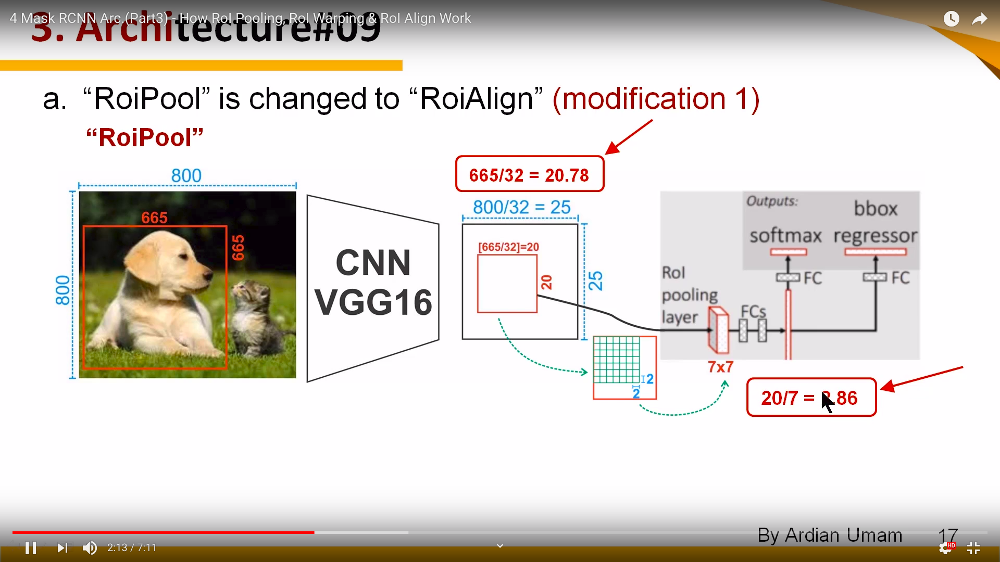 4 Mask RCNN Arc.(Part3) - How RoI Pooling, RoI Warping & RoI Align Work
3. Architecture#09
a. “RoiPool” is changed to “RoiAlign” (modification 1)
“RoiPool”
800
665/32 = 20.78
800/32 = 25
665
665
800
CNN
VGG16
[665/32]=20
20
25
Outputs:
bbox
softmax regressor
RoI
pooling
layer
FC
FC
FCs
7x7
2
2
20/7 = 2.86
By Ardian Umam
17
2:13 / 7:11
HD